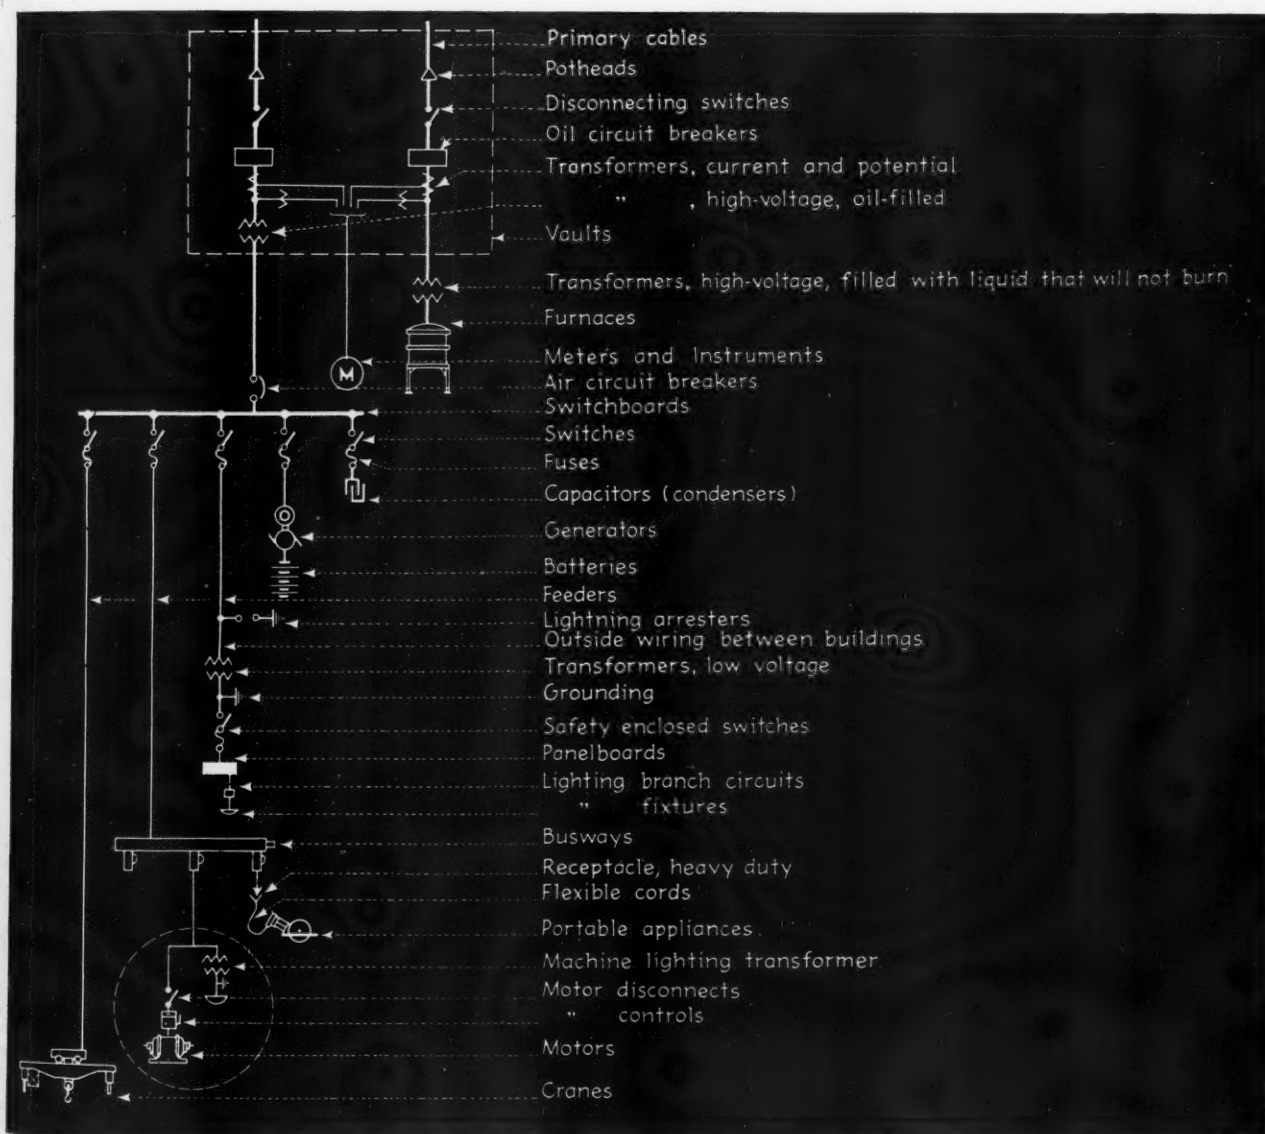 Primary cables
Potheads
Disconnecting switches
Oil circuit breakers
Transformers, current and potential
" , high-voltage, oil-filled
Vaults
Transformers, high-voltage, filled with liquid that will not burn
Furnaces
Meters and Instruments
M
Air circuit breakers
Switchboards
Switches
Fuses
Capacitors (condensers)
Generators
Batteries
Feeders
Lightning arresters
Outside wiring between buildings
Transformers, low voltage
Grounding
Safety enclosed switches
Panelboards
Lighting branch circuits
" fixtures
Busways
Receptacle, heavy duty
Flexible cords
Portable appliances
Machine lighting transformer
Motor disconnects
" controls
Motors
Cranes